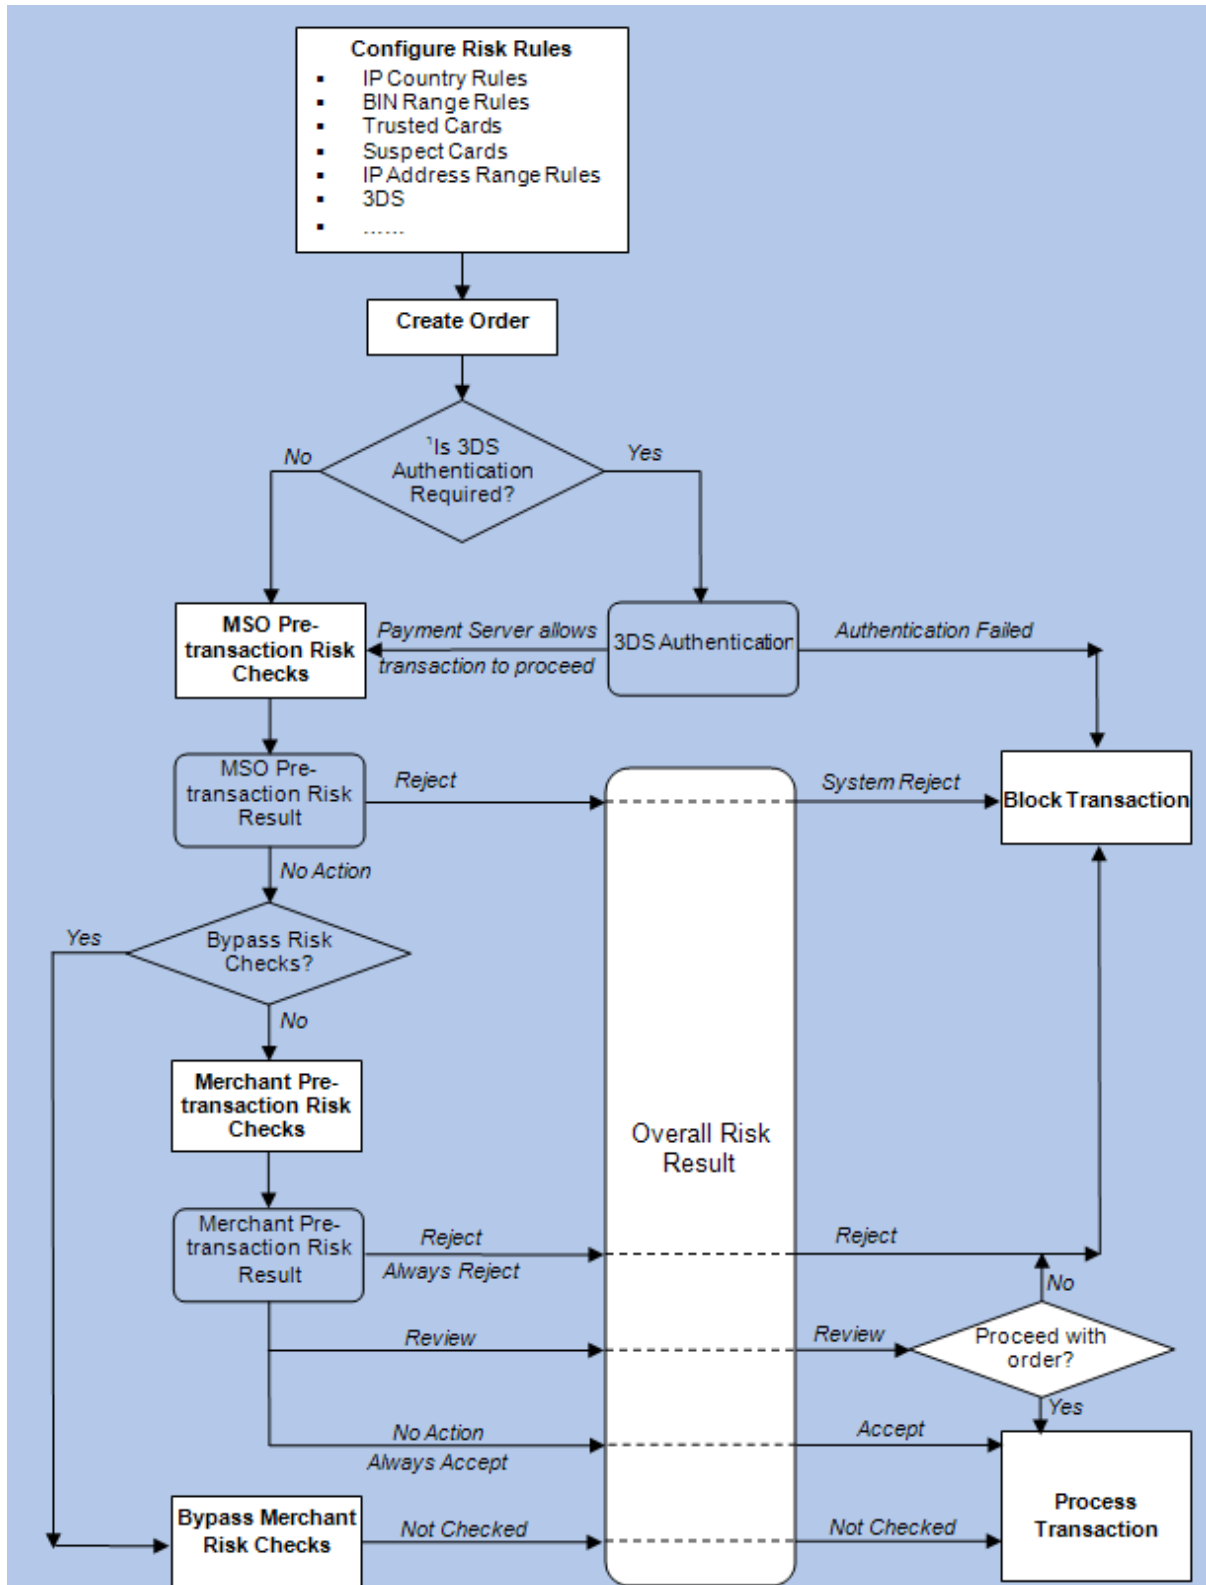 Configure Risk Rules
▪ IP Country Rules
▪ BIN Range Rules
▪ Trusted Cards
▪ Suspect Cards
▪ IP Address Range Rules
▪ 3DS
▪ ......
Create Order
¹Is 3DS
Authentication
Required?
No
Yes
MSO Pre-
transaction Risk
Checks
Payment Server allows
transaction to proceed
3DS Authentication
Authentication Failed
MSO Pre-
transaction Risk
Result
Reject
System Reject
Block Transaction
No Action
Yes
Bypass Risk
Checks?
No
Merchant Pre-
transaction Risk
Checks
Overall Risk
Result
Merchant Pre-
transaction Risk
Result
Reject
Always Reject
Reject
No
Review
Review
Proceed with
order?
Yes
No Action
Always Accept
Accept
Process
Transaction
Bypass Merchant
Risk Checks
Not Checked
Not Checked